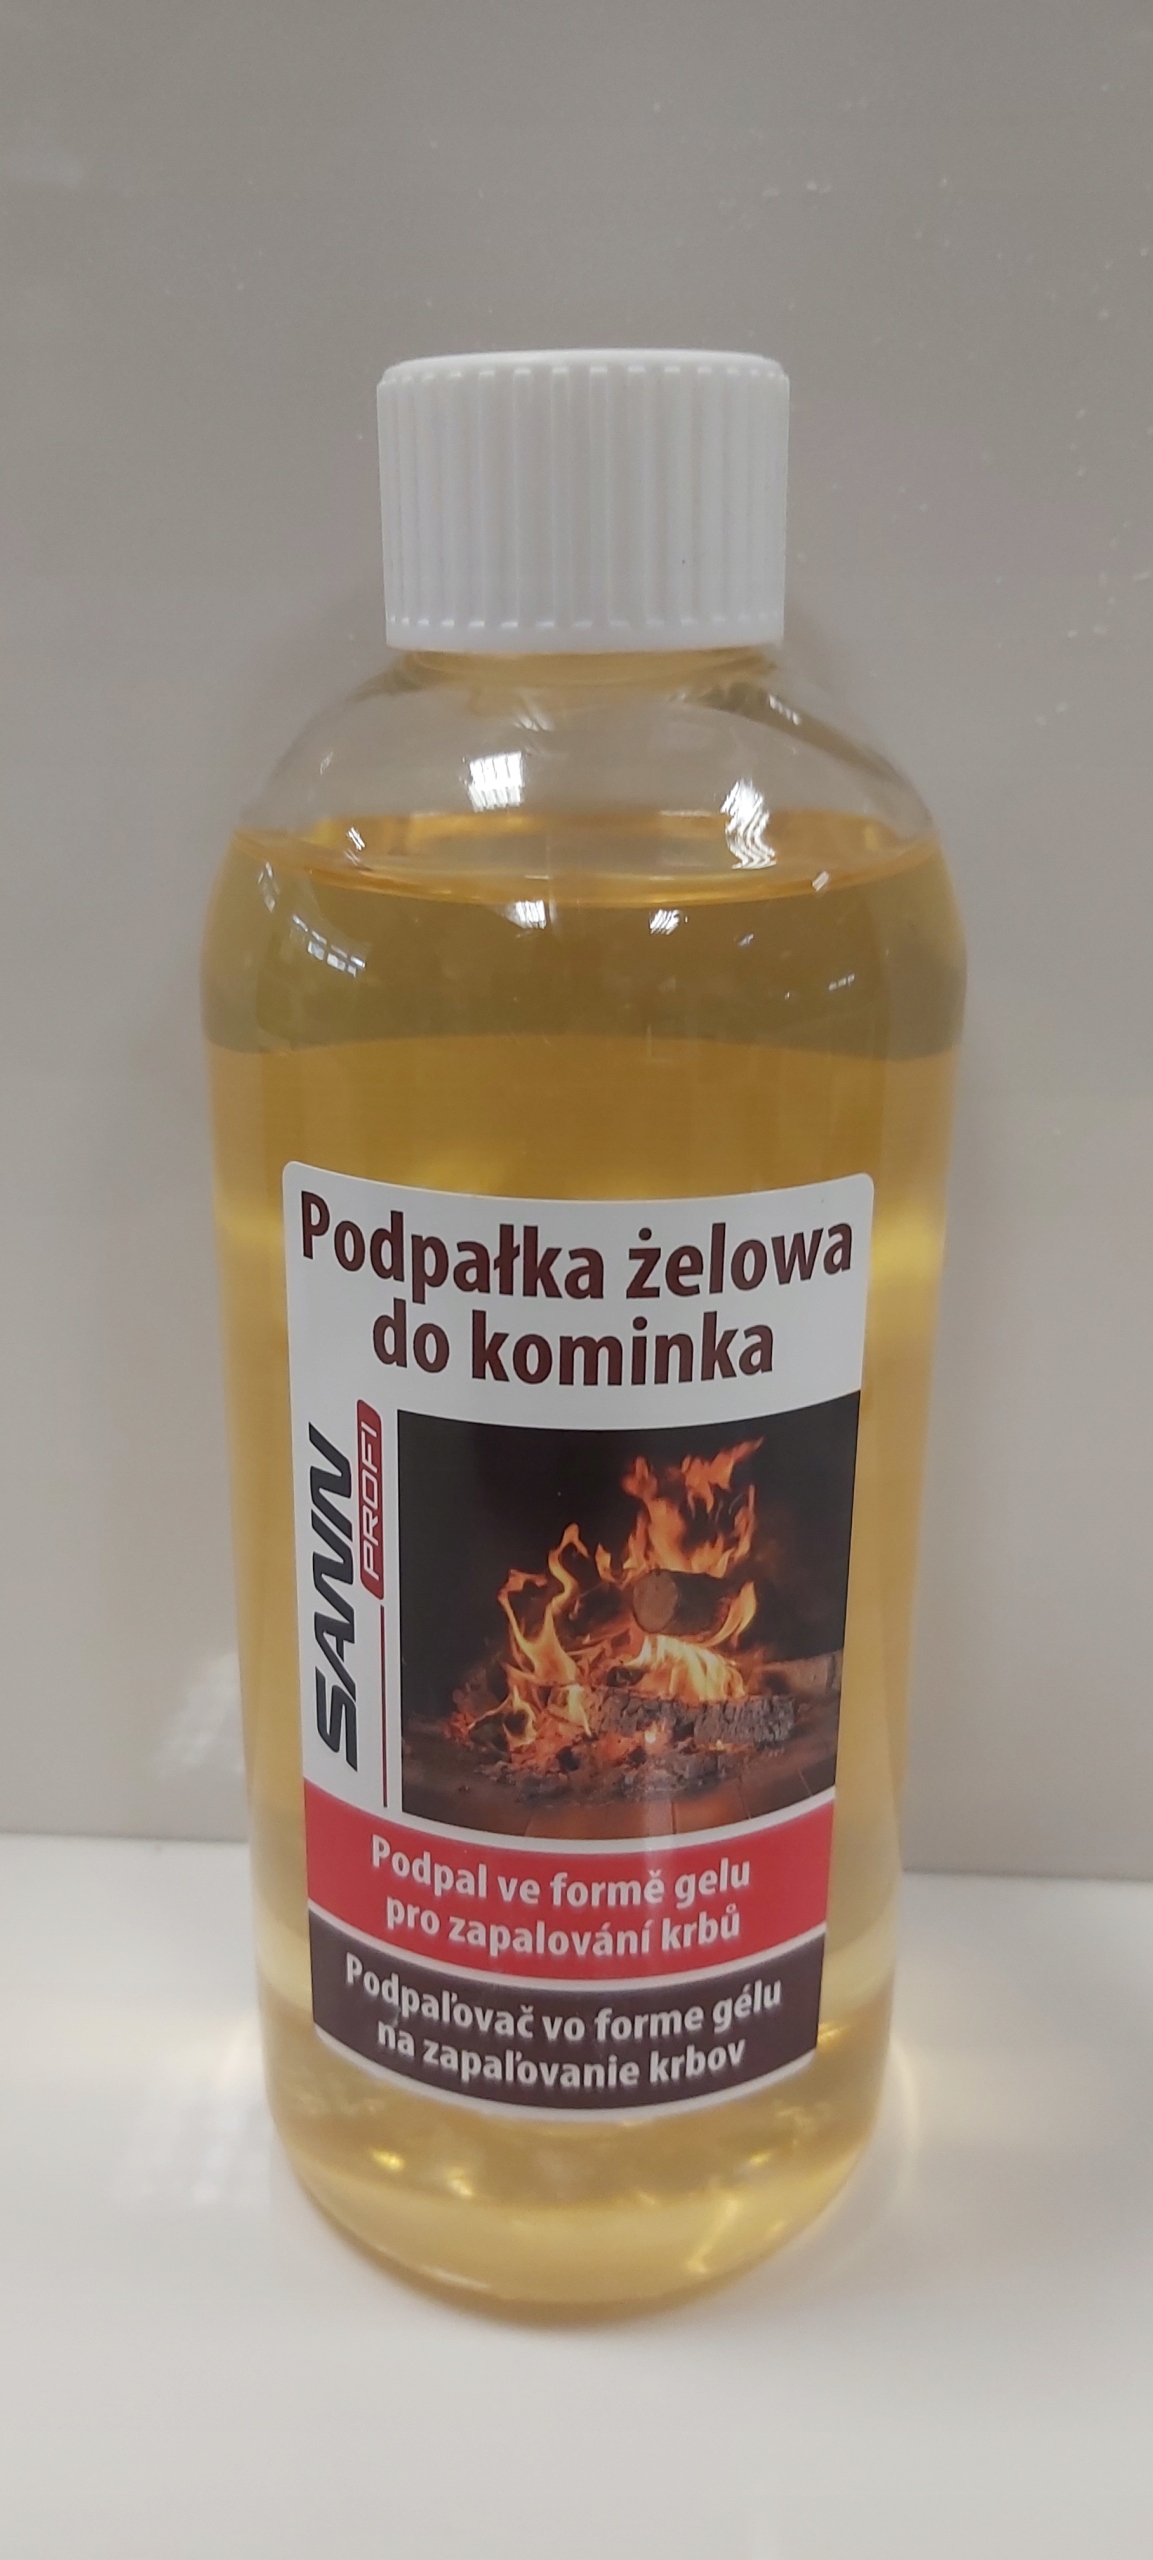 Podpałka żelowa
do kominka
SANN
PROFI
Podpal ve formě gelu
pro zapalování krbů
Podpaľovač vo forme gélu
na zapaľovanie krbov